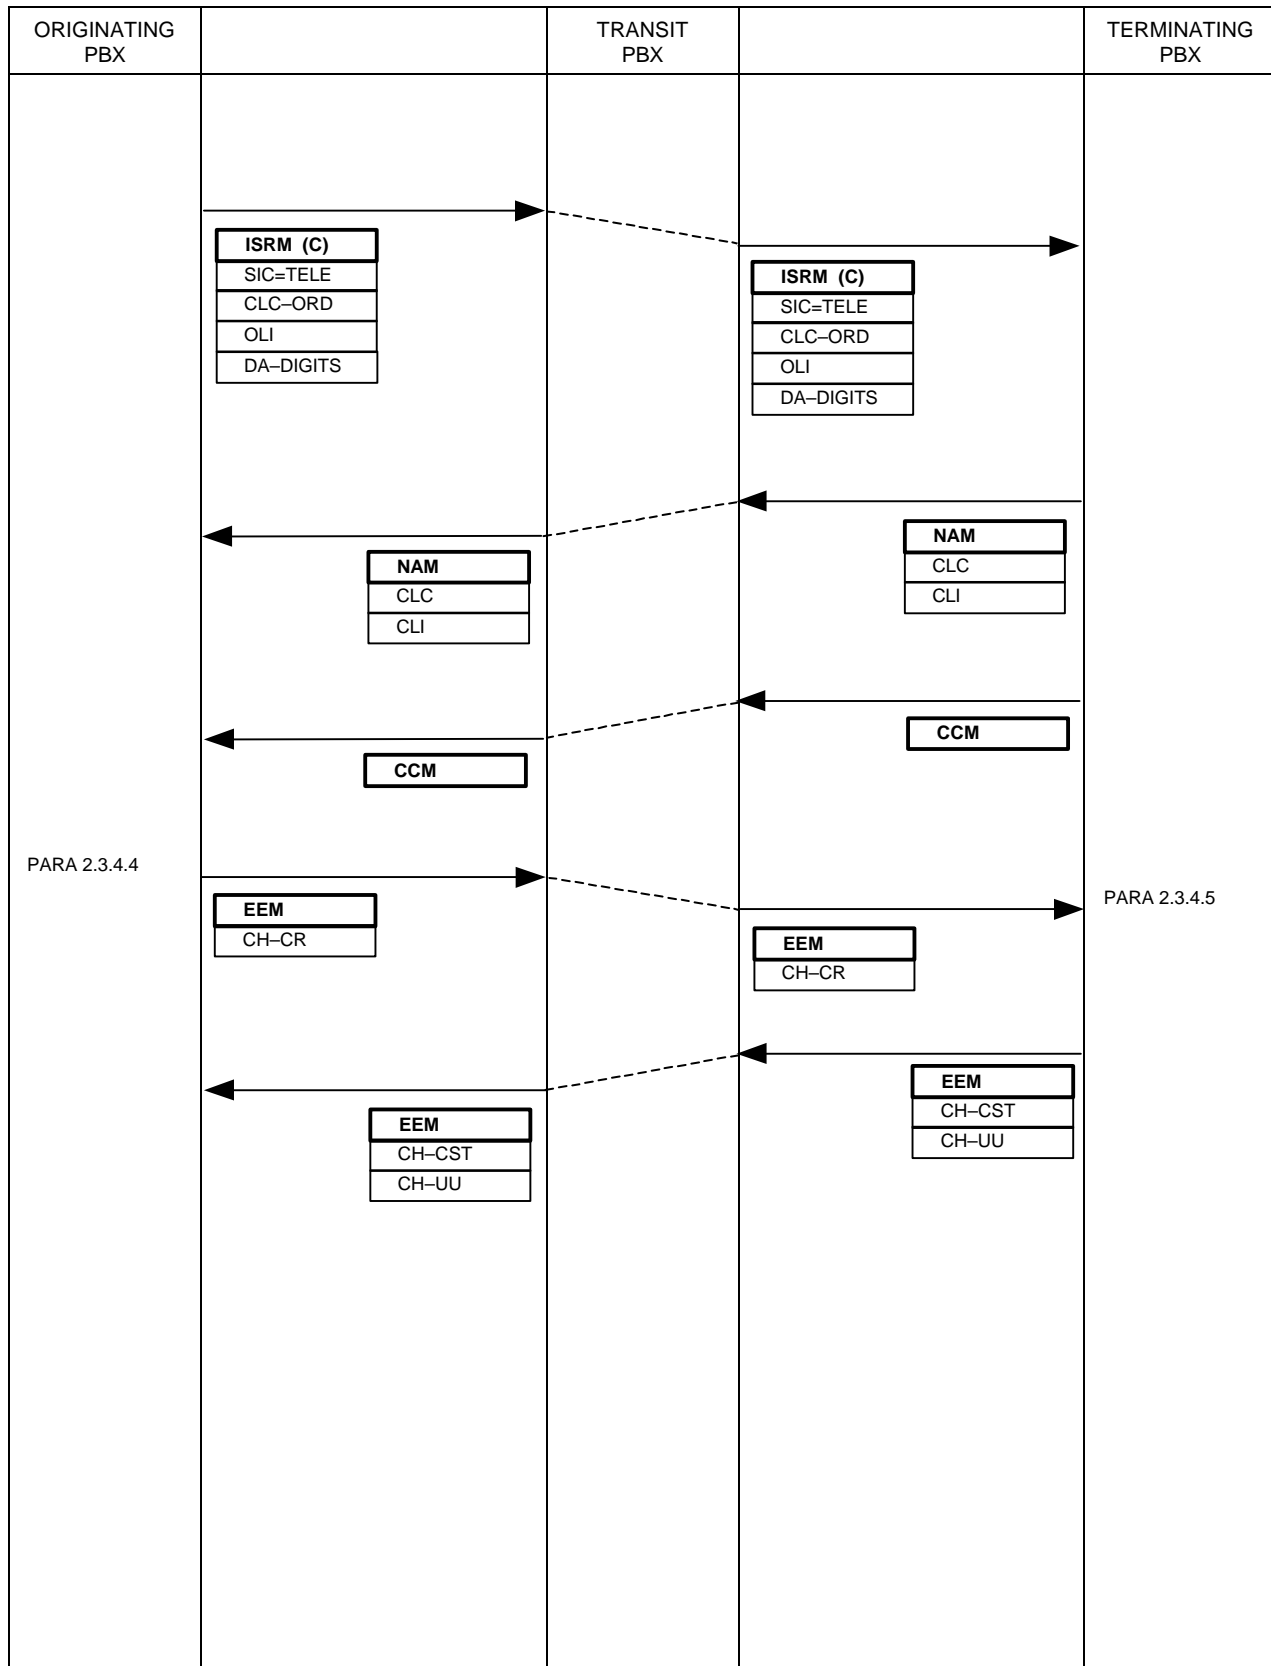 ORIGINATING
PBX
TRANSIT
PBX
TERMINATING
PBX
ISRM (C)
SIC=TELE
CLC–ORD
OLI
DA–DIGITS
ISRM (C)
SIC=TELE
CLC–ORD
OLI
DA–DIGITS
NAM
CLC
CLI
NAM
CLC
CLI
CCM
CCM
PARA 2.3.4.4
EEM
CH–CR
PARA 2.3.4.5
EEM
CH–CR
EEM
CH–CST
CH–UU
EEM
CH–CST
CH–UU